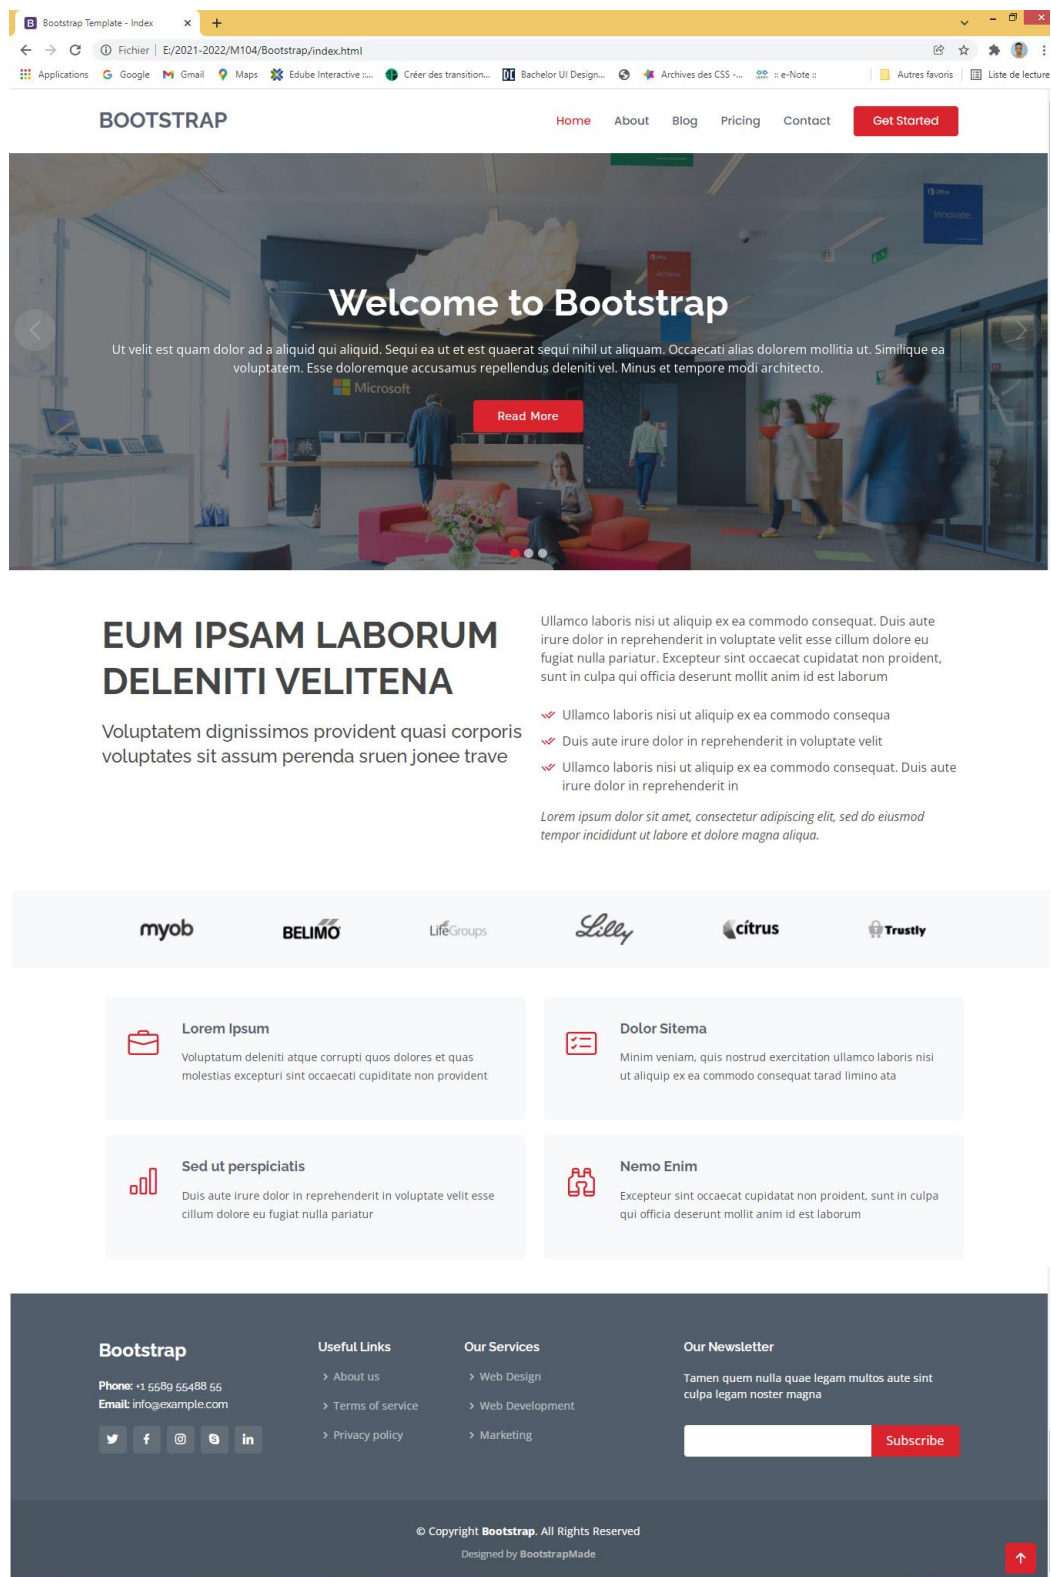 Bootstrap Template - Index
Fichier | E:/2021-2022/M104/Bootstrap/index.html
Applications Google Gmail Maps Edube Interactive ::... Créer des transition... Bachelor UI Design... Archives des CSS -... :: e-Note :: Autres favoris Liste de lecture
BOOTSTRAP
Home About Blog Pricing Contact Get Started
Office
Innovate.
Office
Achieve.
Welcome to Bootstrap
Ut velit est quam dolor ad a aliquid qui aliquid. Sequi ea ut et est quaerat sequi nihil ut aliquam. Occaecati alias dolorem mollitia ut. Similique ea
voluptatem. Esse doloremque accusamus repellendus deleniti vel. Minus et tempore modi architecto.
Microsoft
Read More
EUM IPSAM LABORUM
DELENITI VELITENA
Voluptatem dignissimos provident quasi corporis
voluptates sit assum perenda sruen jonee trave
Ullamco laboris nisi ut aliquip ex ea commodo consequat. Duis aute
irure dolor in reprehenderit in voluptate velit esse cillum dolore eu
fugiat nulla pariatur. Excepteur sint occaecat cupidatat non proident,
sunt in culpa qui officia deserunt mollit anim id est laborum
Ullamco laboris nisi ut aliquip ex ea commodo consequa
Duis aute irure dolor in reprehenderit in voluptate velit
Ullamco laboris nisi ut aliquip ex ea commodo consequat. Duis aute
irure dolor in reprehenderit in
Lorem ipsum dolor sit amet, consectetur adipiscing elit, sed do eiusmod
tempor incididunt ut labore et dolore magna aliqua.
myob BELIMO LifeGroups Lilly citrus Trustly
Lorem Ipsum
Voluptatum deleniti atque corrupti quos dolores et quas
molestias excepturi sint occaecati cupiditate non provident
Dolor Sitema
Minim veniam, quis nostrud exercitation ullamco laboris nisi
ut aliquip ex ea commodo consequat tarad limino ata
Sed ut perspiciatis
Duis aute irure dolor in reprehenderit in voluptate velit esse
cillum dolore eu fugiat nulla pariatur
Nemo Enim
Excepteur sint occaecat cupidatat non proident, sunt in culpa
qui officia deserunt mollit anim id est laborum
Bootstrap
Phone: +1 5589 55488 55
Email: info@example.com
Useful Links
About us
Terms of service
Privacy policy
Our Services
Web Design
Web Development
Marketing
Our Newsletter
Tamen quem nulla quae legam multos aute sint
culpa legam noster magna
Subscribe
© Copyright Bootstrap. All Rights Reserved
Designed by BootstrapMade